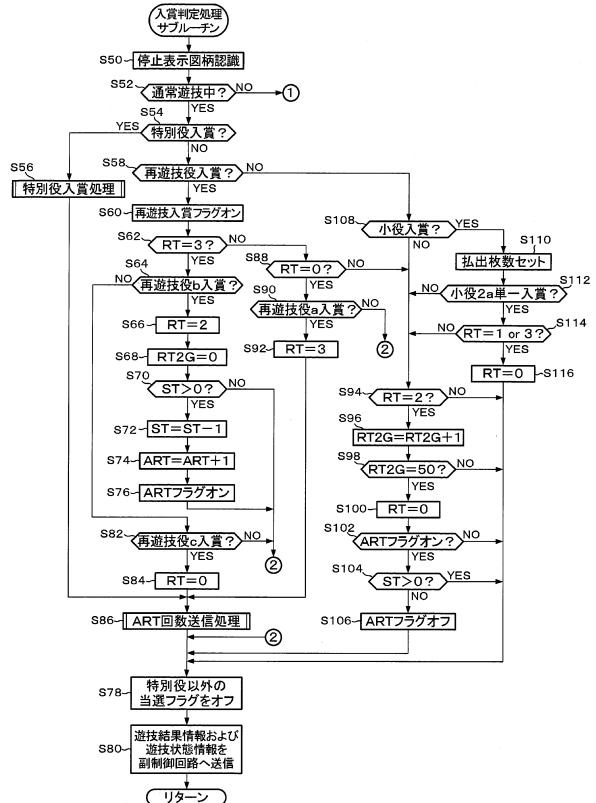 入賞判定処理
サブルーチン
S50
停止表示図柄認識
S52
通常遊技中？
NO
①
YES
S54
YES
特別役入賞？
NO
S56
特別役入賞処理
S58
再遊技役入賞？
NO
YES
S60
再遊技入賞フラグオン
S62
RT=3？
NO
YES
S64
NO
再遊技役b入賞？
YES
S66
RT=2
S68
RT2G=0
S70
ST>0？
NO
YES
S72
ST=ST−1
S74
ART=ART+1
S76
ARTフラグオン
S82
再遊技役c入賞？
NO
YES
②
S84
RT=0
S86
ART回数送信処理
②
S88
RT=0？
NO
YES
S90
再遊技役a入賞？
NO
YES
②
S92
RT=3
S108
小役入賞？
YES
NO
S110
払出枚数セット
S112
NO
小役2a単一入賞？
YES
S114
NO
RT=1 or 3？
YES
S116
RT=0
S94
RT=2？
NO
YES
S96
RT2G=RT2G+1
S98
RT2G=50？
NO
YES
S100
RT=0
S102
ARTフラグオン？
NO
YES
S104
ST>0？
YES
NO
S106
ARTフラグオフ
S78
特別役以外の
当選フラグをオフ
S80
遊技結果情報および
遊技状態情報を
副制御回路へ送信
リターン